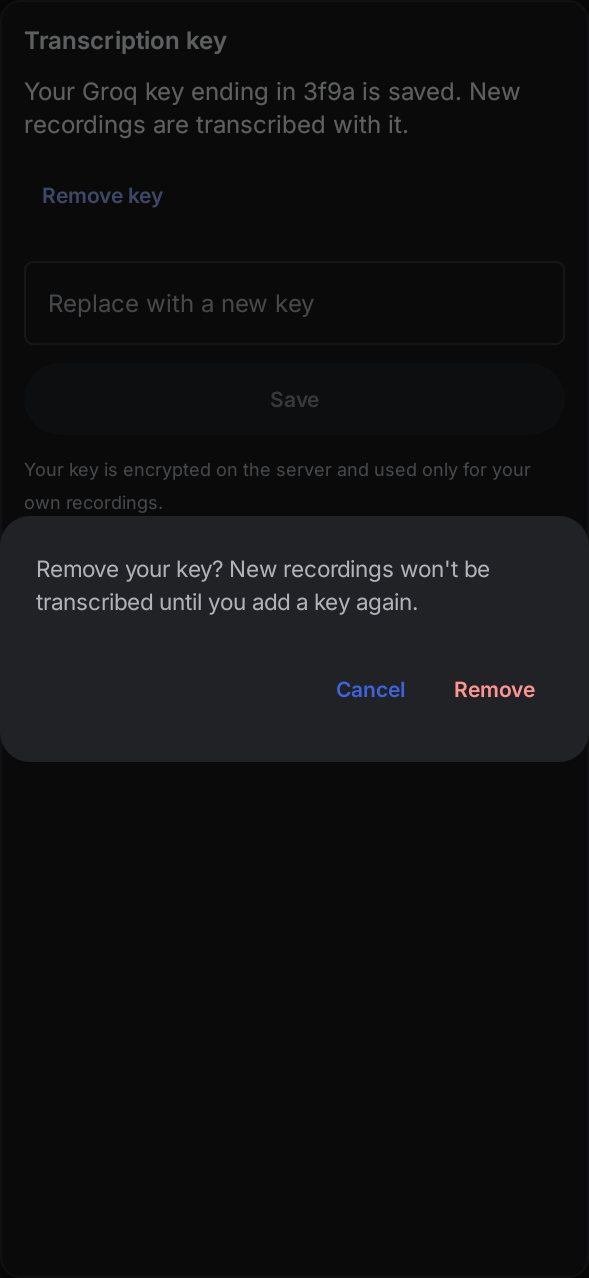 Transcription key
Your Groq key ending in 3f9a is saved. New
recordings are transcribed with it.
Remove key
Replace with a new key
Save
Your key is encrypted on the server and used only for your
own recordings.
Remove your key? New recordings won't be
transcribed until you add a key again.
Cancel Remove